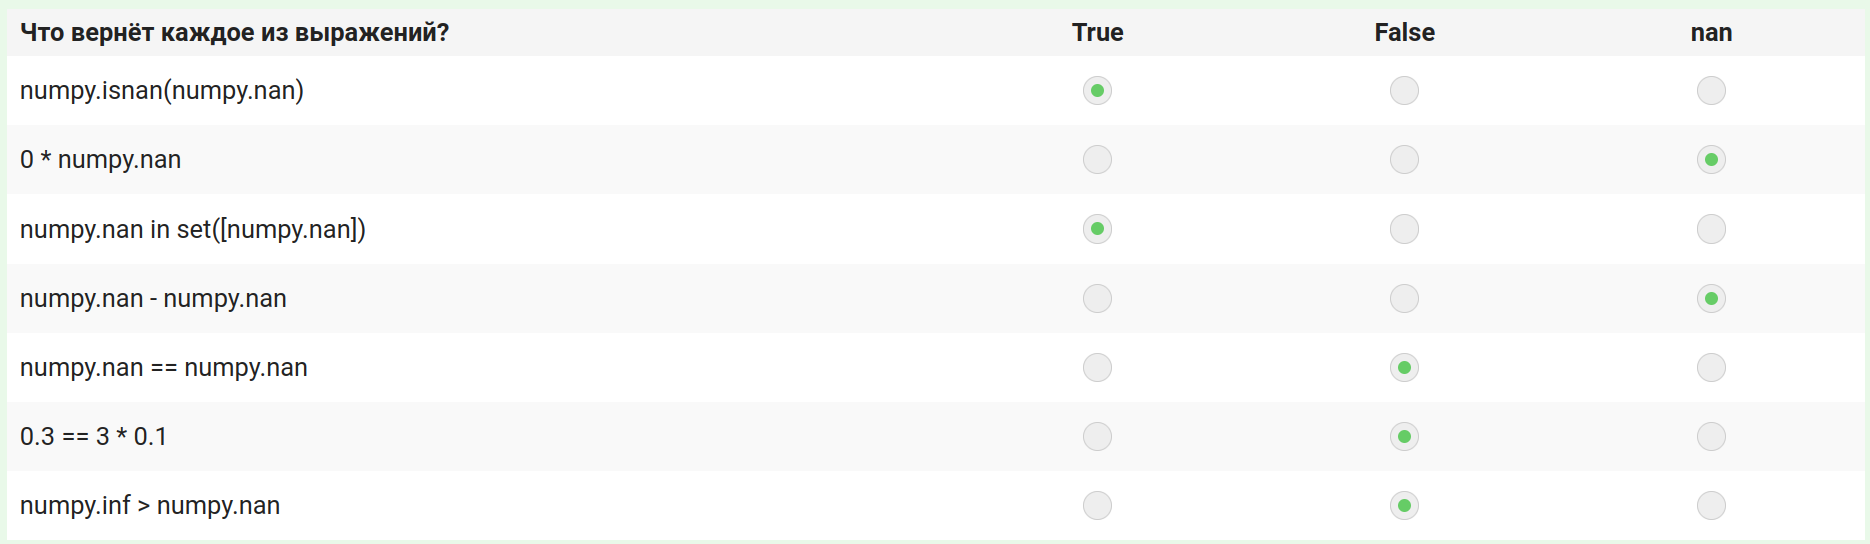 Что вернёт каждое из выражений? True False nan
numpy.isnan(numpy.nan)
0 * numpy.nan
numpy.nan in set([numpy.nan])
numpy.nan - numpy.nan
numpy.nan == numpy.nan
0.3 == 3 * 0.1
numpy.inf > numpy.nan